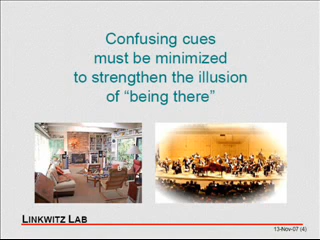 Confusing cues
must be minimized
to strengthen the illusion
of “being there”
LINKWITZ LAB
13-Nov-07 (4)